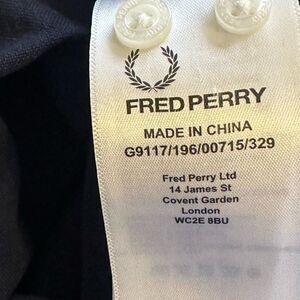 FRED PERRY
MADE IN CHINA
G9117/196/00715/329
Fred Perry Ltd
14 James St
Covent Garden
London
WC2E 8BU